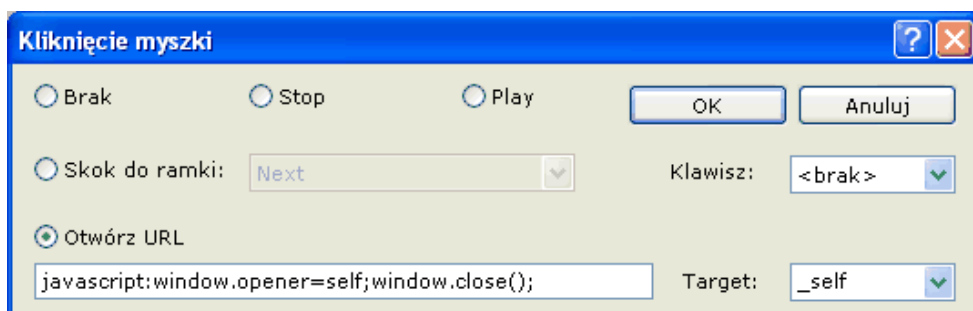 Kliknięcie myszki
Brak Stop Play OK Anuluj
Skok do ramki: Next Klawisz: <brak>
Otwórz URL
javascript:window.opener=self;window.close(); Target: _self